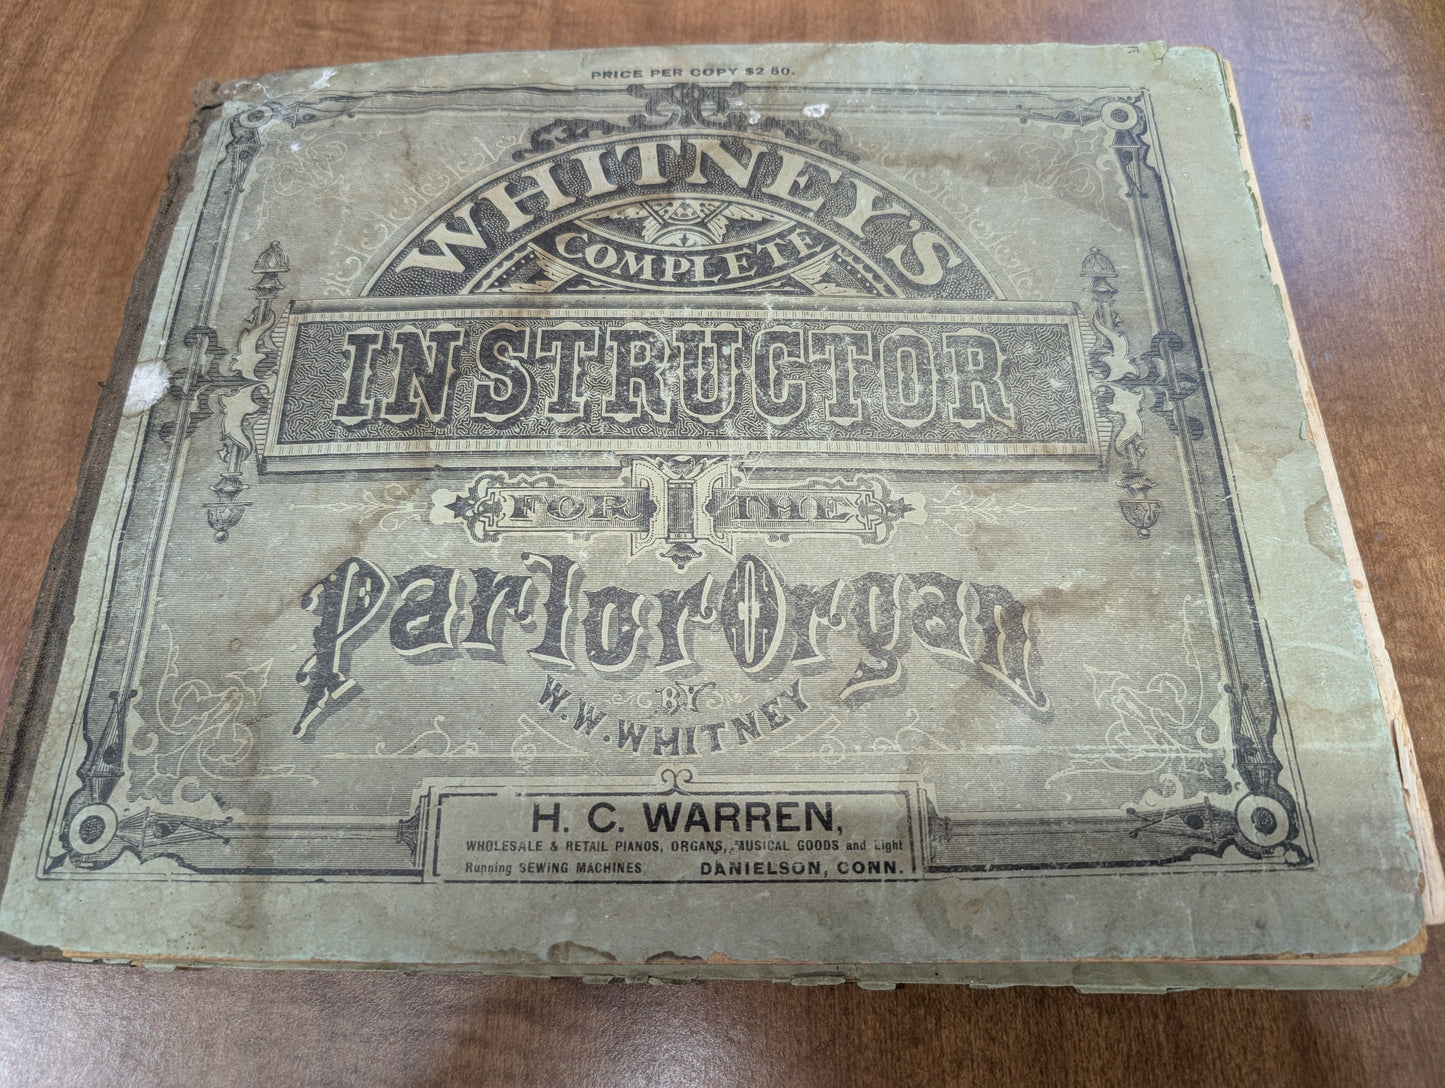 PRICE PER COPY $2 50.
WHITNEY'S
COMPLETE
INSTRUCTOR
FOR THE
Parlor Organ
BY
W. W. WHITNEY
H. C. WARREN,
WHOLESALE & RETAIL PIANOS, ORGANS, MUSICAL GOODS and Light
Running SEWING MACHINES DANIELSON, CONN.